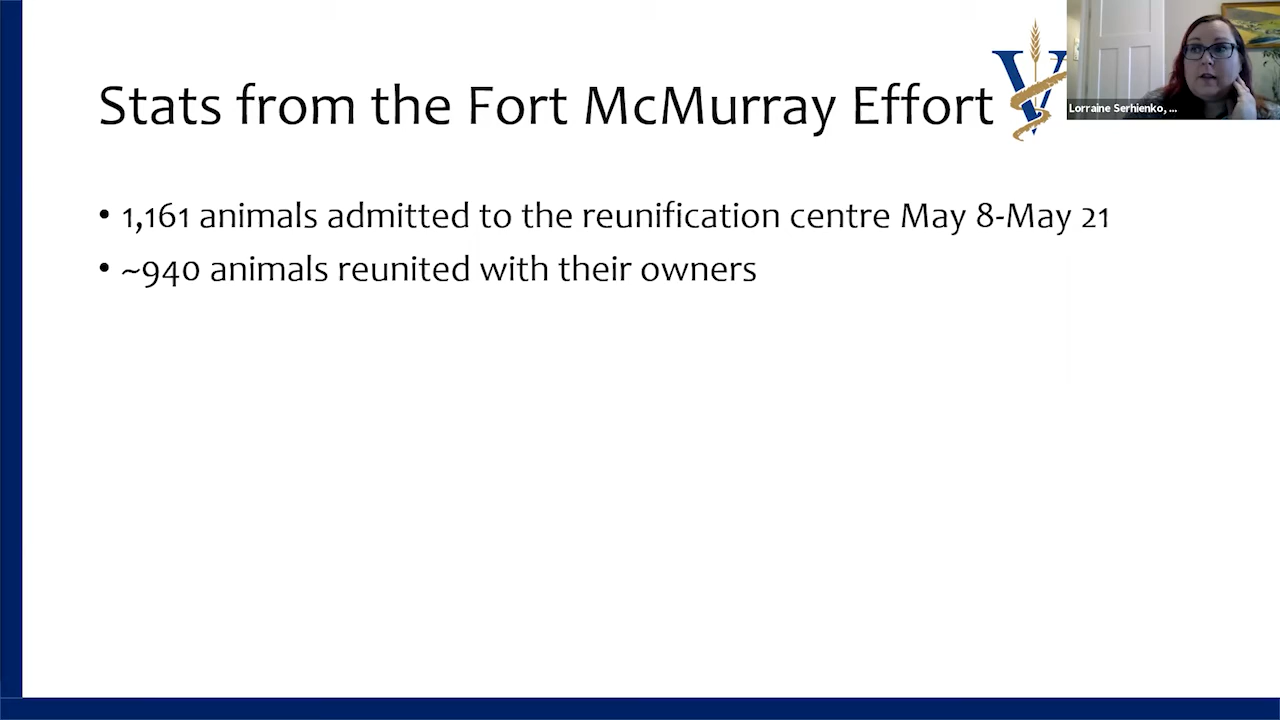 Stats from the Fort McMurray Effort
Lorraine Serhienko, ...
• 1,161 animals admitted to the reunification centre May 8-May 21
• ~940 animals reunited with their owners